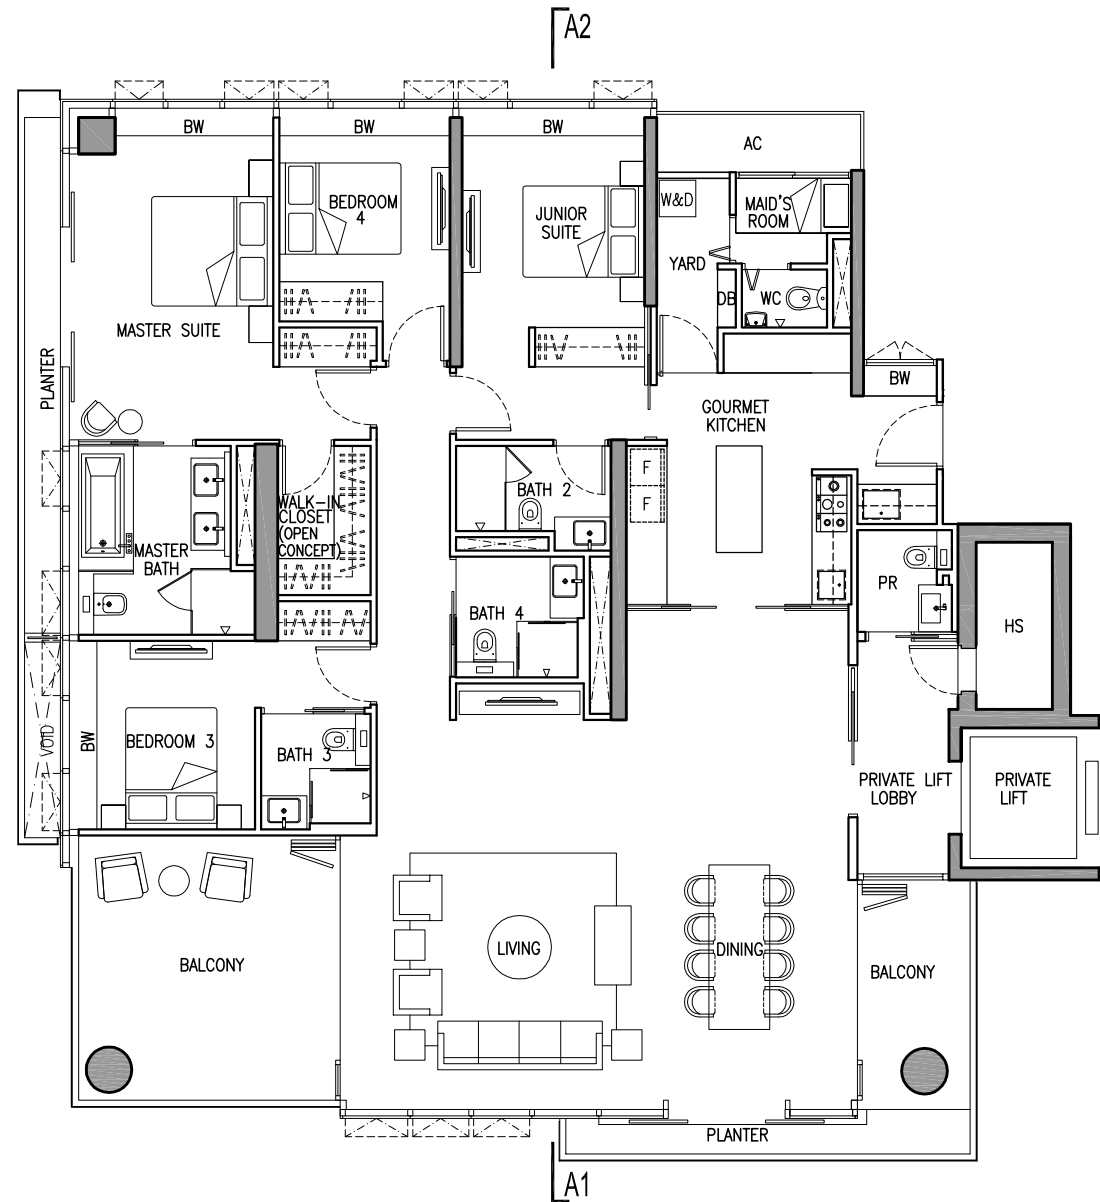 A2
BW
BW
BW
AC
BEDROOM
4
JUNIOR
SUITE
W&D
MAID'S
ROOM
YARD
DB
WC
MASTER SUITE
PLANTER
BW
GOURMET
KITCHEN
F
F
BATH 2
WALK-IN
CLOSET
(OPEN
CONCEPT)
MASTER
BATH
PR
BATH 4
HS
VOID
BW
BEDROOM 3
BATH 3
PRIVATE LIFT
LOBBY
PRIVATE
LIFT
LIVING
DINING
BALCONY
BALCONY
PLANTER
A1